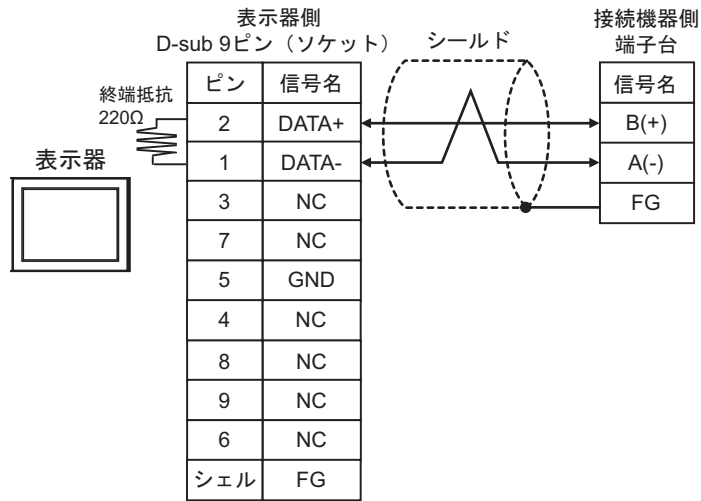 表示器側
D-sub 9ピン（ソケット）
シールド
接続機器側
端子台
終端抵抗
220Ω
表示器
ピン 信号名
2 DATA+
1 DATA-
3 NC
7 NC
5 GND
4 NC
8 NC
9 NC
6 NC
シェル FG
信号名
B(+)
A(-)
FG